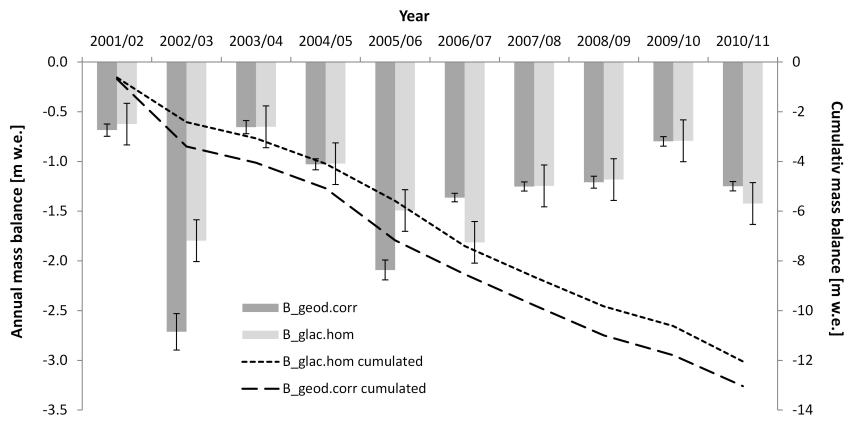 Year
2001/02 2002/03 2003/04 2004/05 2005/06 2006/07 2007/08 2008/09 2009/10 2010/11
Annual mass balance [m w.e.]
0.0
-0.5
-1.0
-1.5
-2.0
-2.5
-3.0
-3.5
B_geod.corr
B_glac.hom
B_glac.hom cumulated
B_geod.corr cumulated
0
-2
-4
-6
-8
-10
-12
-14
Cumulativ mass balance [m w.e.]